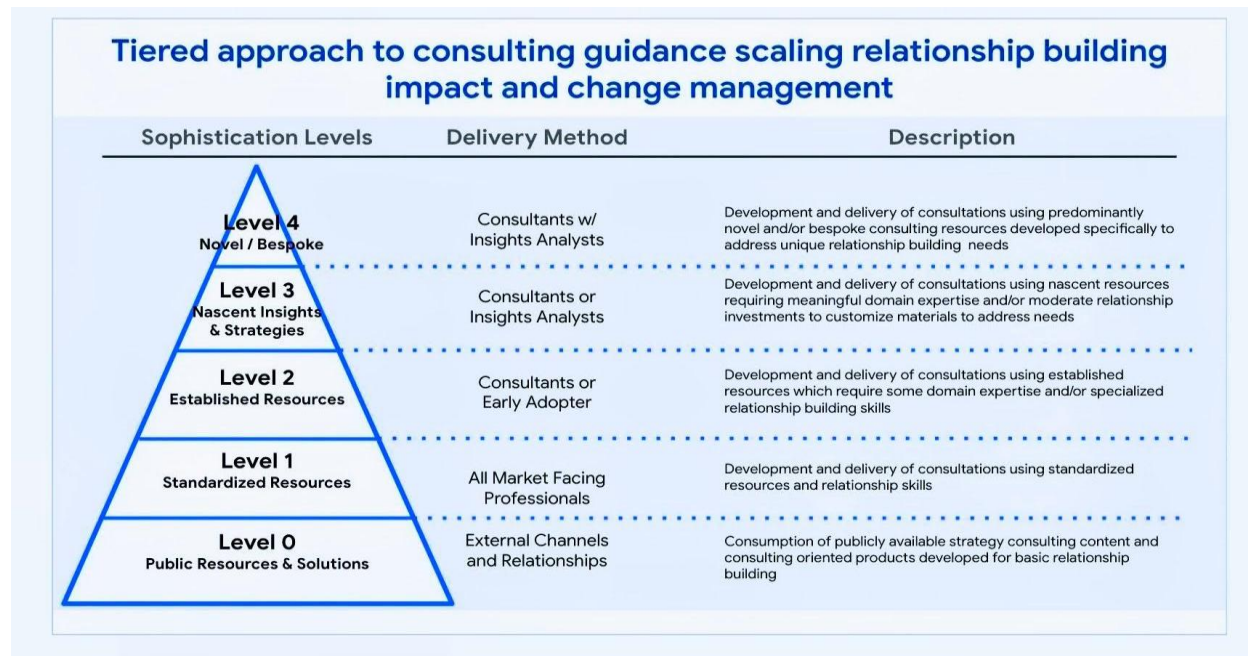 Tiered approach to consulting guidance scaling relationship building
impact and change management
Sophistication Levels
Delivery Method
Description
Level 4
Novel / Bespoke
Consultants w/
Insights Analysts
Development and delivery of consultations using predominantly
novel and/or bespoke consulting resources developed specifically to
address unique relationship building needs
Level 3
Nascent Insights
& Strategies
Consultants or
Insights Analysts
Development and delivery of consultations using nascent resources
requiring meaningful domain expertise and/or moderate relationship
investments to customize materials to address needs
Level 2
Established Resources
Consultants or
Early Adopter
Development and delivery of consultations using established
resources which require some domain expertise and/or specialized
relationship building skills
Level 1
Standardized Resources
All Market Facing
Professionals
Development and delivery of consultations using standardized
resources and relationship skills
Level 0
Public Resources & Solutions
External Channels
and Relationships
Consumption of publicly available strategy consulting content and
consulting oriented products developed for basic relationship
building